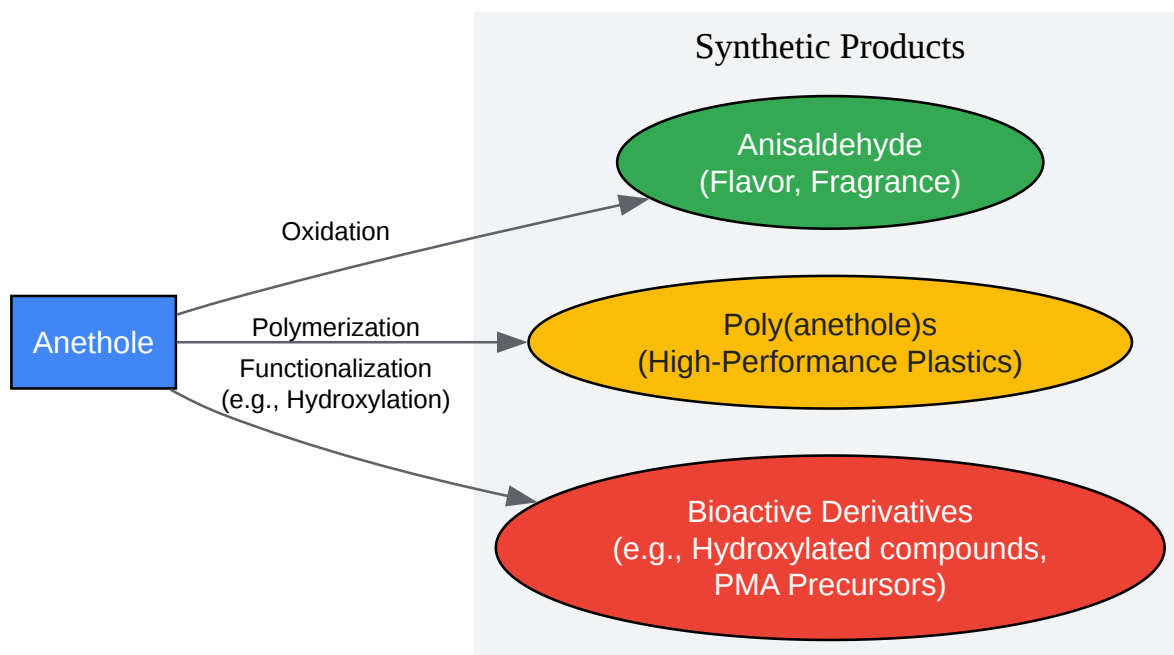 Synthetic Products
Anisaldehyde
(Flavor, Fragrance)
Oxidation
Anethole
Polymerization
Poly(anethole)s
(High-Performance Plastics)
Functionalization
(e.g., Hydroxylation)
Bioactive Derivatives
(e.g., Hydroxylated compounds,
PMA Precursors)